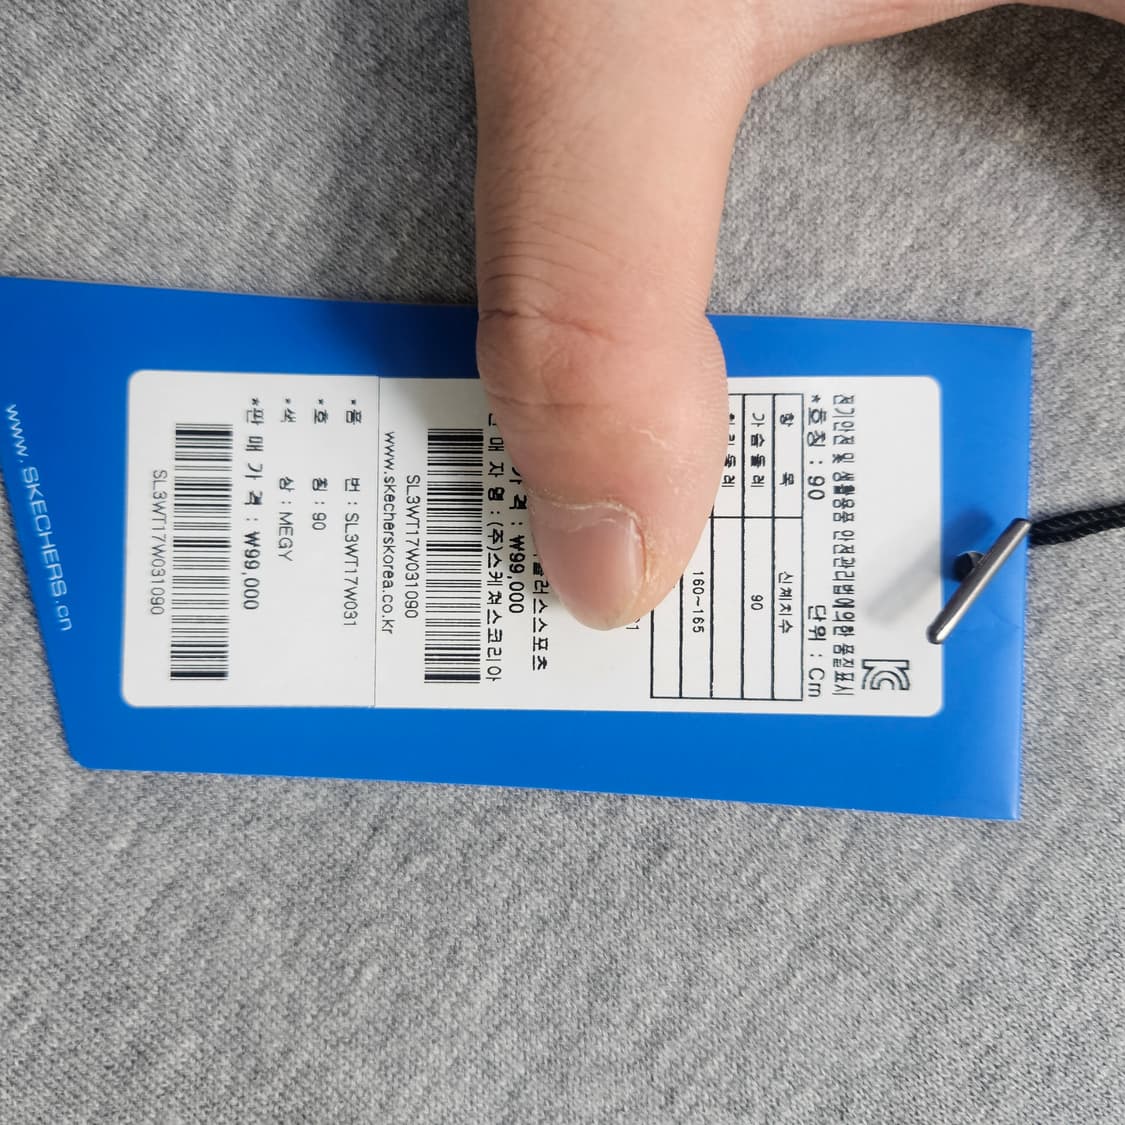 KC
전기안전 및 생활용품 안전관리법에 의한 품질표시
*호칭 : 90 단위 : Cm
항 목 신체치수
가슴둘레 90
160~165
가격 : ₩99,000
매자명 : (주)스케쳐스코리아
SL3WT17W031090
www.skecherskorea.co.kr
*품 번 : SL3WT17W031
*호 칭 : 90
*색 상 : MEGY
*판 매 가 격 : ₩99,000
SL3WT17W031090
www.SKECHERS.cn